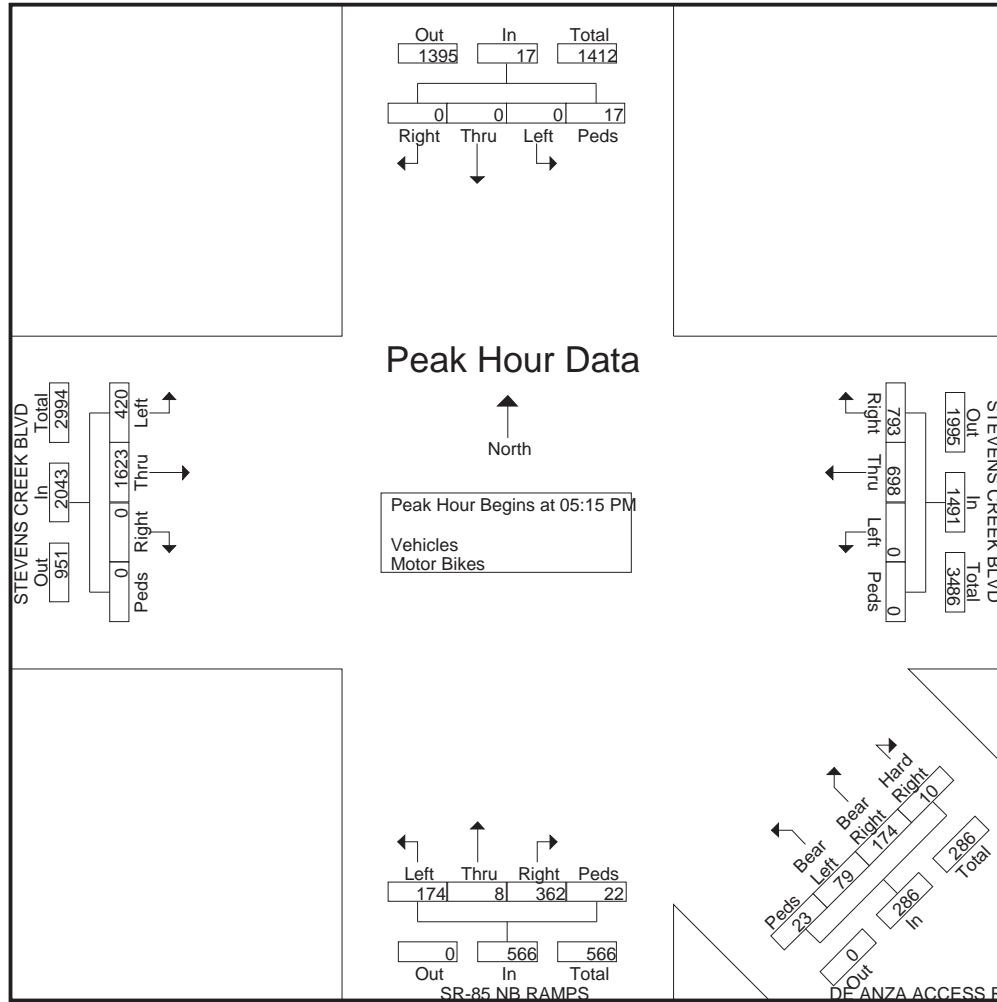 Out In Total
1395 17 1412
0 0 0 17
Right Thru Left Peds
Peak Hour Data
North
Peak Hour Begins at 05:15 PM
Vehicles
Motor Bikes
STEVENS CREEK BLVD
Total In Out
2994 2043 951
420 1623 0 0
Left Thru Right Peds
Right Thru Left Peds
793 698 0 0
Out In Total
1995 1491 3486
STEVENS CREEK BLVD
Left Thru Right Peds
174 8 362 22
0 566 566
Out In Total
SR-85 NB RAMPS
Peds Bear Left Bear Right Hard Right
23 79 174 10
0 286 286
Out In Total
DE ANZA ACCESS